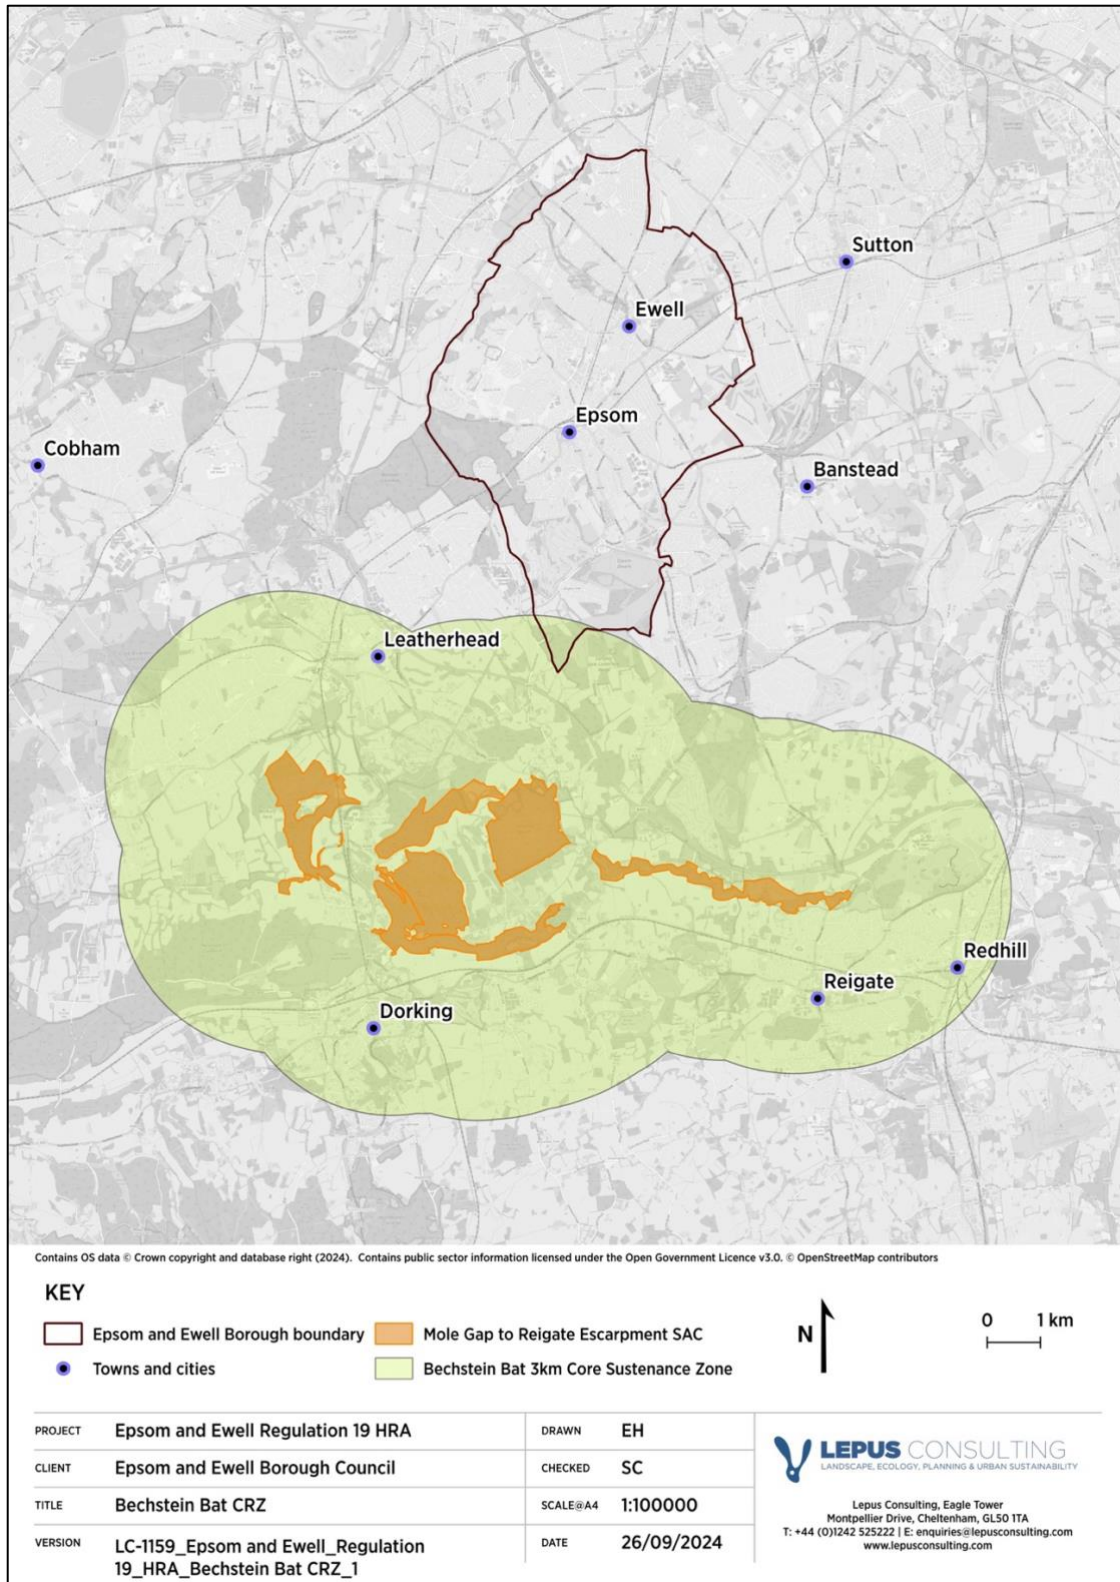 Sutton
Ewell
Epsom
Cobham
Banstead
Leatherhead
Redhill
Reigate
Dorking
Contains OS data © Crown copyright and database right (2024). Contains public sector information licensed under the Open Government Licence v3.0. © OpenStreetMap contributors
KEY
Epsom and Ewell Borough boundary
Mole Gap to Reigate Escarpment SAC
Towns and cities
Bechstein Bat 3km Core Sustenance Zone
N
0 1 km
PROJECT Epsom and Ewell Regulation 19 HRA
DRAWN EH
CLIENT Epsom and Ewell Borough Council
CHECKED SC
TITLE Bechstein Bat CRZ
SCALE@A4 1:100000
VERSION LC-1159_Epsom and Ewell_Regulation
19_HRA_Bechstein Bat CRZ_1
DATE 26/09/2024
LEPUS CONSULTING
LANDSCAPE, ECOLOGY, PLANNING & URBAN SUSTAINABILITY
Lepus Consulting, Eagle Tower
Montpellier Drive, Cheltenham, GL50 1TA
T: +44 (0)1242 525222 | E: enquiries@lepusconsulting.com
www.lepusconsulting.com